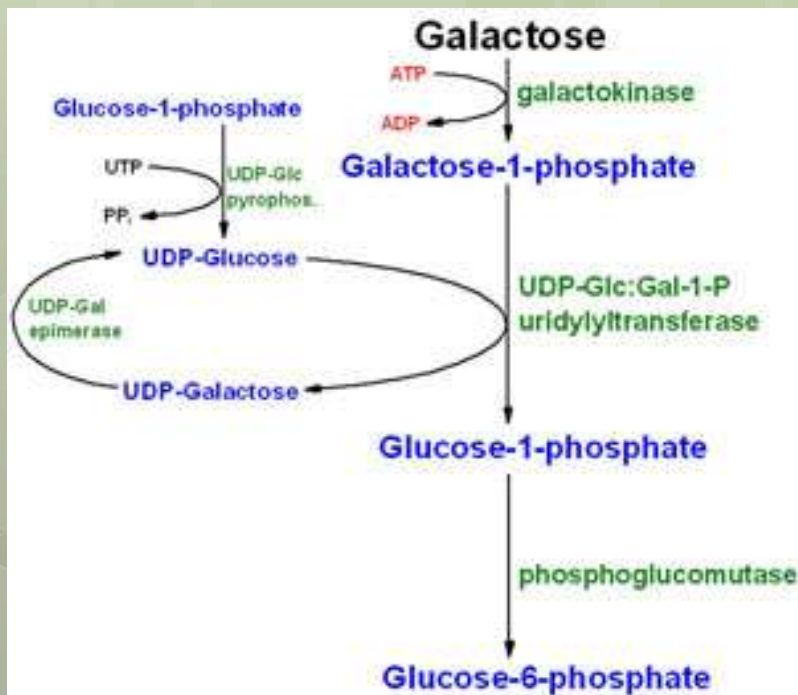 Galactose
ATP
galactokinase
ADP
Glucose-1-phosphate
Galactose-1-phosphate
UTP
UDP-Glc
pyrophos.
PPi
UDP-Glucose
UDP-Glc:Gal-1-P
uridylyltransferase
UDP-Gal
epimerase
UDP-Galactose
Glucose-1-phosphate
phosphoglucomutase
Glucose-6-phosphate